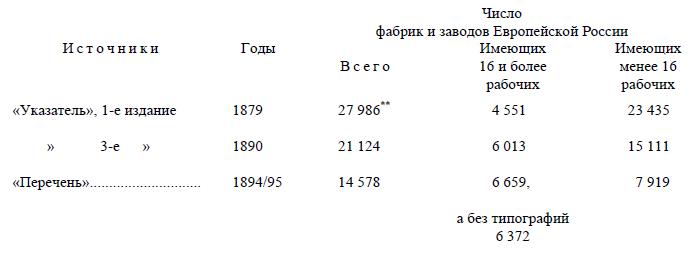 Число
фабрик и заводов Европейской России
Источники Годы Всего Имеющих 16 и более рабочих Имеющих менее 16 рабочих
«Указатель», 1-е издание 1879 27 986** 4 551 23 435
» 3-е » 1890 21 124 6 013 15 111
«Перечень»............................. 1894/95 14 578 6 659, 7 919
а без типографий
6 372